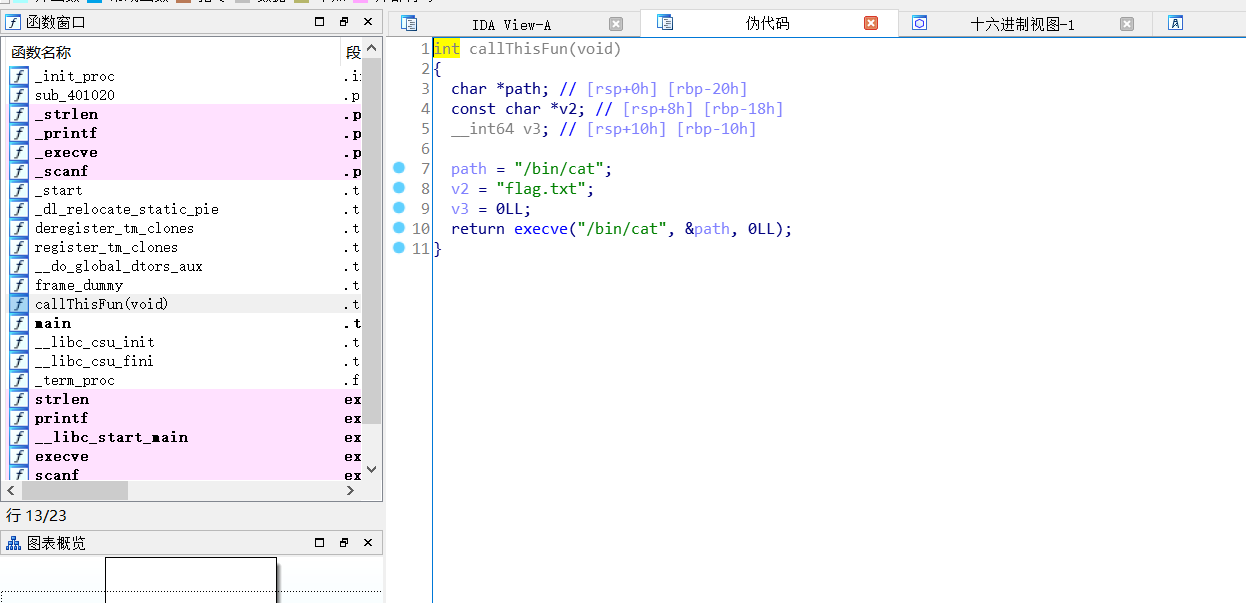 函数窗口
函数名称 段
_init_proc
sub_401020 .p
_strlen .p
_printf .p
_execve .p
_scanf .p
_start .t
_dl_relocate_static_pie .t
deregister_tm_clones .t
register_tm_clones .t
__do_global_dtors_aux .t
frame_dummy .t
callThisFun(void) .t
main .t
__libc_csu_init .t
__libc_csu_fini .t
_term_proc .f
strlen ex
printf ex
__libc_start_main ex
execve ex
scanf ex
行 13/23
图表概览
IDA View-A 伪代码 十六进制视图-1
1 int callThisFun(void)
2 {
3 char *path; // [rsp+0h] [rbp-20h]
4 const char *v2; // [rsp+8h] [rbp-18h]
5 __int64 v3; // [rsp+10h] [rbp-10h]
6
7 path = "/bin/cat";
8 v2 = "flag.txt";
9 v3 = 0LL;
10 return execve("/bin/cat", &path, 0LL);
11 }